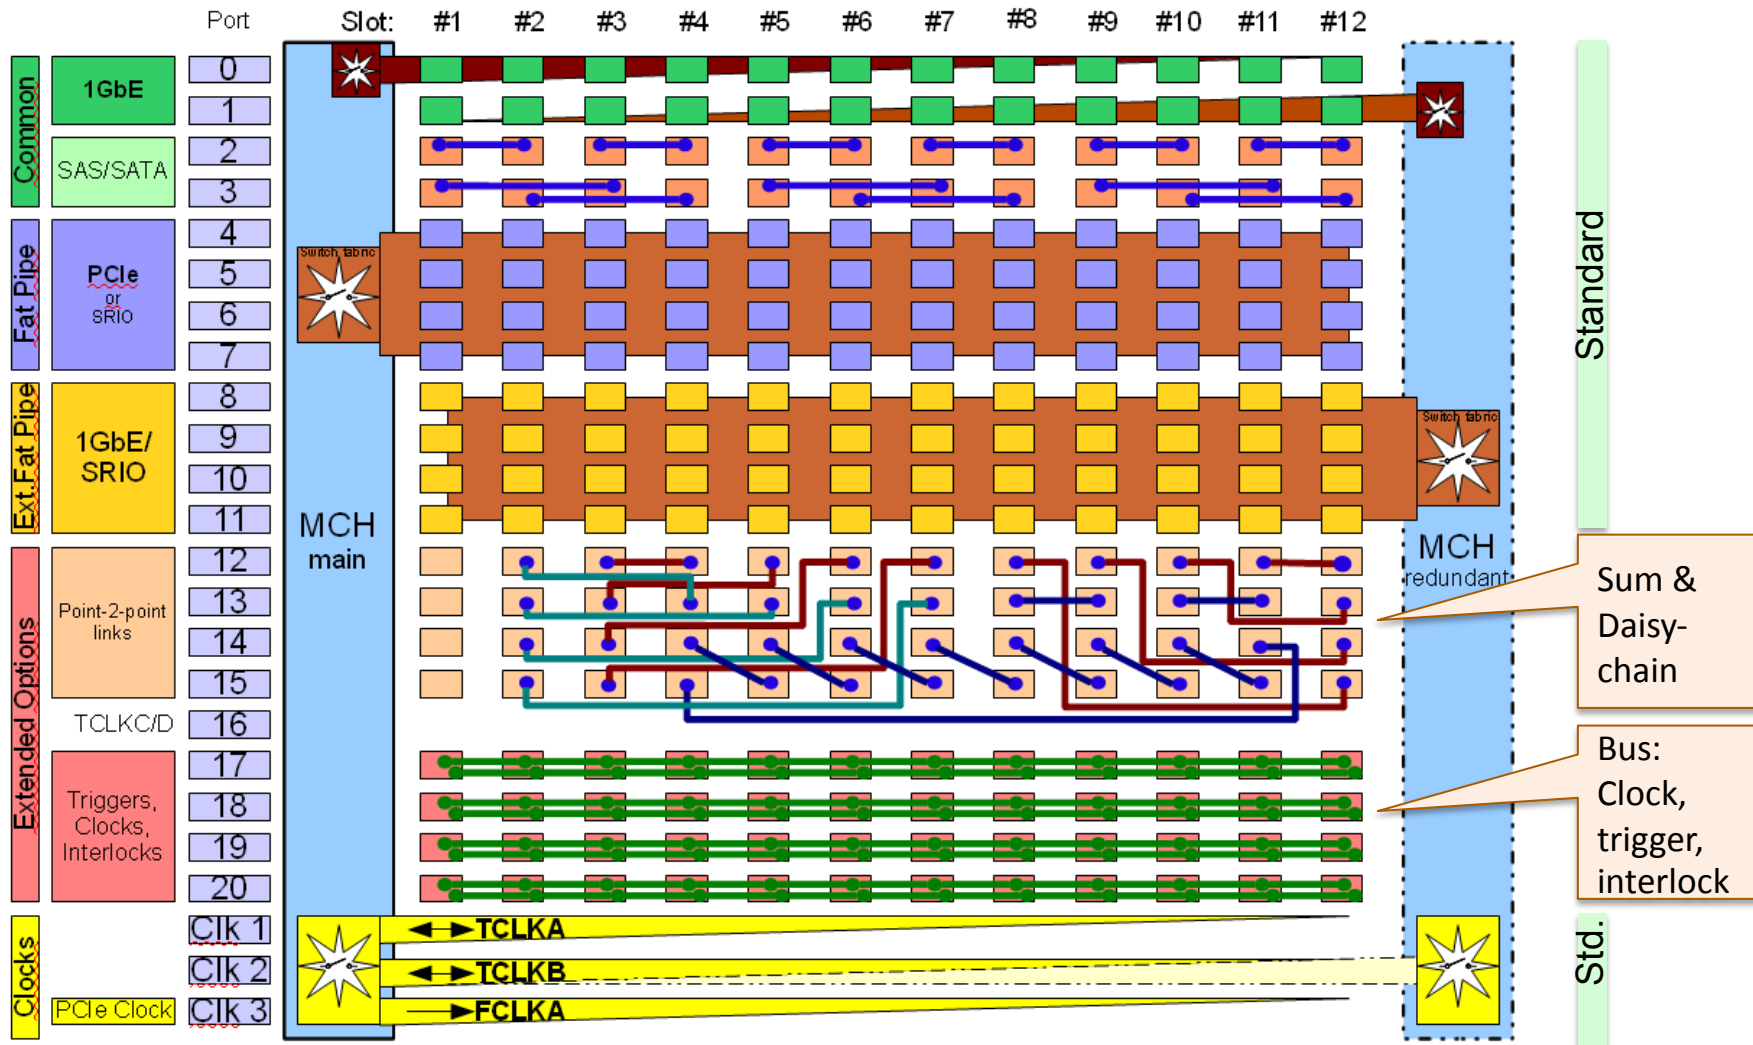 Port Slot: #1 #2 #3 #4 #5 #6 #7 #8 #9 #10 #11 #12
Common
1GbE
SAS/SATA
0
1
2
3
Fat Pipe
PCIe
or
SRIO
4
5
6
7
Ext.Fat Pipe
1GbE/
SRIO
8
9
10
11
Extended Options
Point-2-point
links
12
13
14
15
TCLKC/D
16
Triggers,
Clocks,
Interlocks
17
18
19
20
Clocks
PCIe Clock
Clk 1
Clk 2
Clk 3
Switch fabric
MCH
main
TCLKA
TCLKB
FCLKA
Switch fabric
MCH
redundant
Standard
Sum &
Daisy-
chain
Bus:
Clock,
trigger,
interlock
Std.